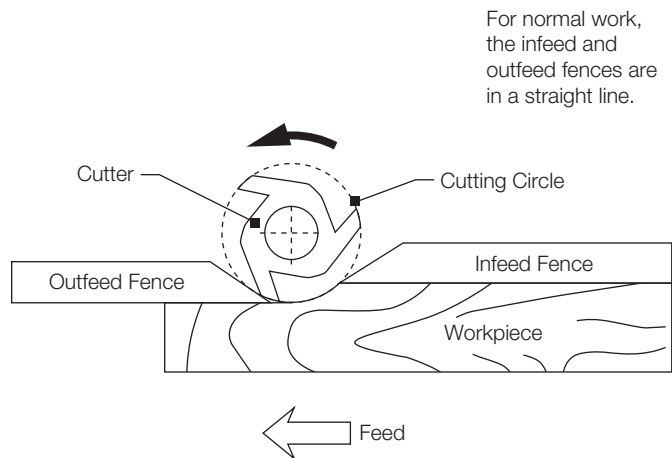 For normal work,
the infeed and
outfeed fences are
in a straight line.
Cutter
Cutting Circle
Outfeed Fence
Infeed Fence
Workpiece
Feed